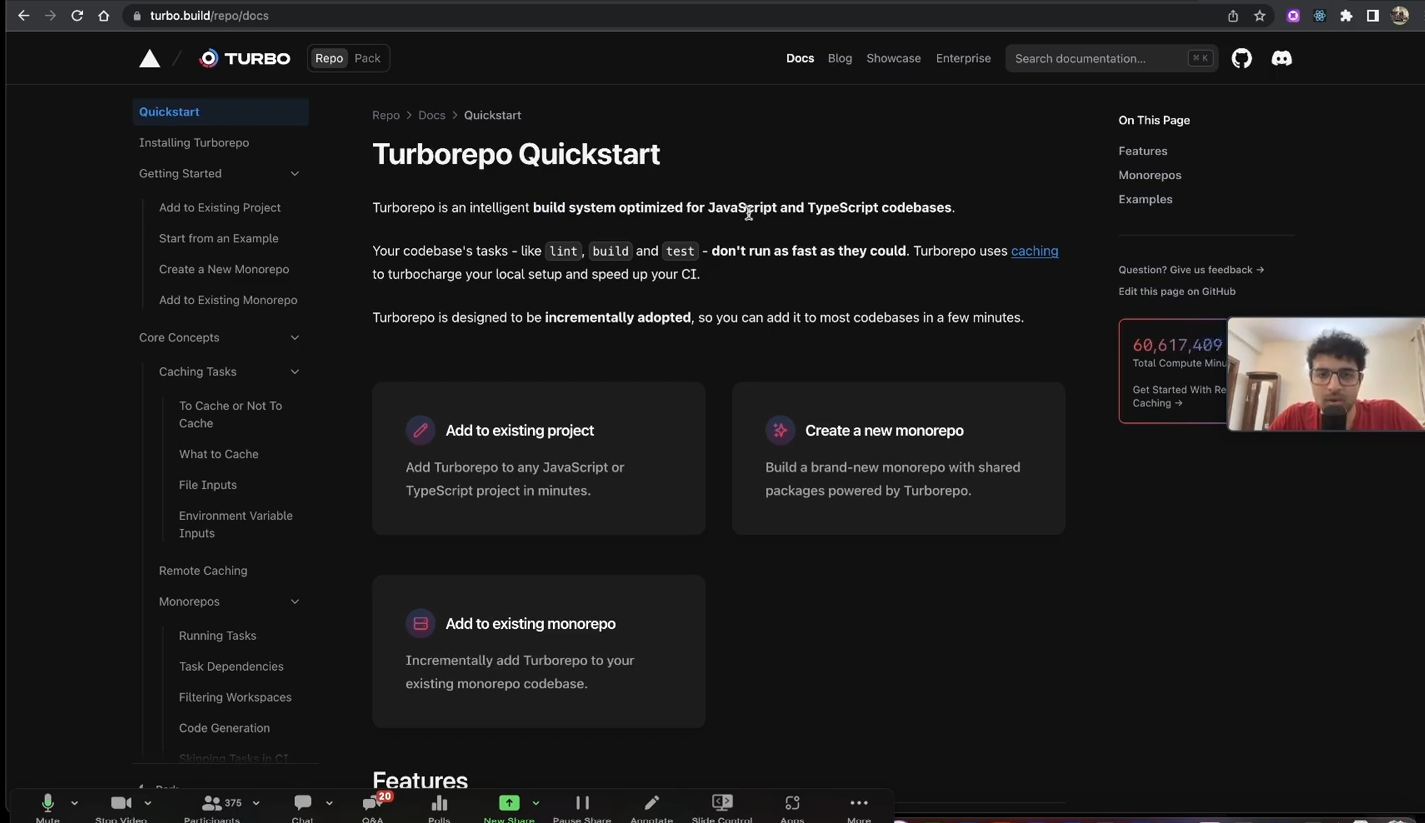 turbo.build/repo/docs
TURBO
Repo
Pack
Docs
Blog
Showcase
Enterprise
Search documentation...
⌘ K
Quickstart
Installing Turborepo
Getting Started
Add to Existing Project
Start from an Example
Create a New Monorepo
Add to Existing Monorepo
Core Concepts
Caching Tasks
To Cache or Not To
Cache
What to Cache
File Inputs
Environment Variable
Inputs
Remote Caching
Monorepos
Running Tasks
Task Dependencies
Filtering Workspaces
Code Generation
Skipping Tasks in CI
Dark
Repo > Docs > Quickstart
Turborepo Quickstart
Turborepo is an intelligent build system optimized for JavaScript and TypeScript codebases.
Your codebase's tasks - like lint, build and test - don't run as fast as they could. Turborepo uses caching
to turbocharge your local setup and speed up your CI.
Turborepo is designed to be incrementally adopted, so you can add it to most codebases in a few minutes.
Add to existing project
Add Turborepo to any JavaScript or
TypeScript project in minutes.
Create a new monorepo
Build a brand-new monorepo with shared
packages powered by Turborepo.
Add to existing monorepo
Incrementally add Turborepo to your
existing monorepo codebase.
Features
On This Page
Features
Monorepos
Examples
Question? Give us feedback →
Edit this page on GitHub
60,617,409
Total Compute Minu
Get Started With Re
Caching →
Mute
Stop Video
375
Participants
Chat
20
Q&A
Polls
New Share
Pause Share
Annotate
Slide Control
Apps
More